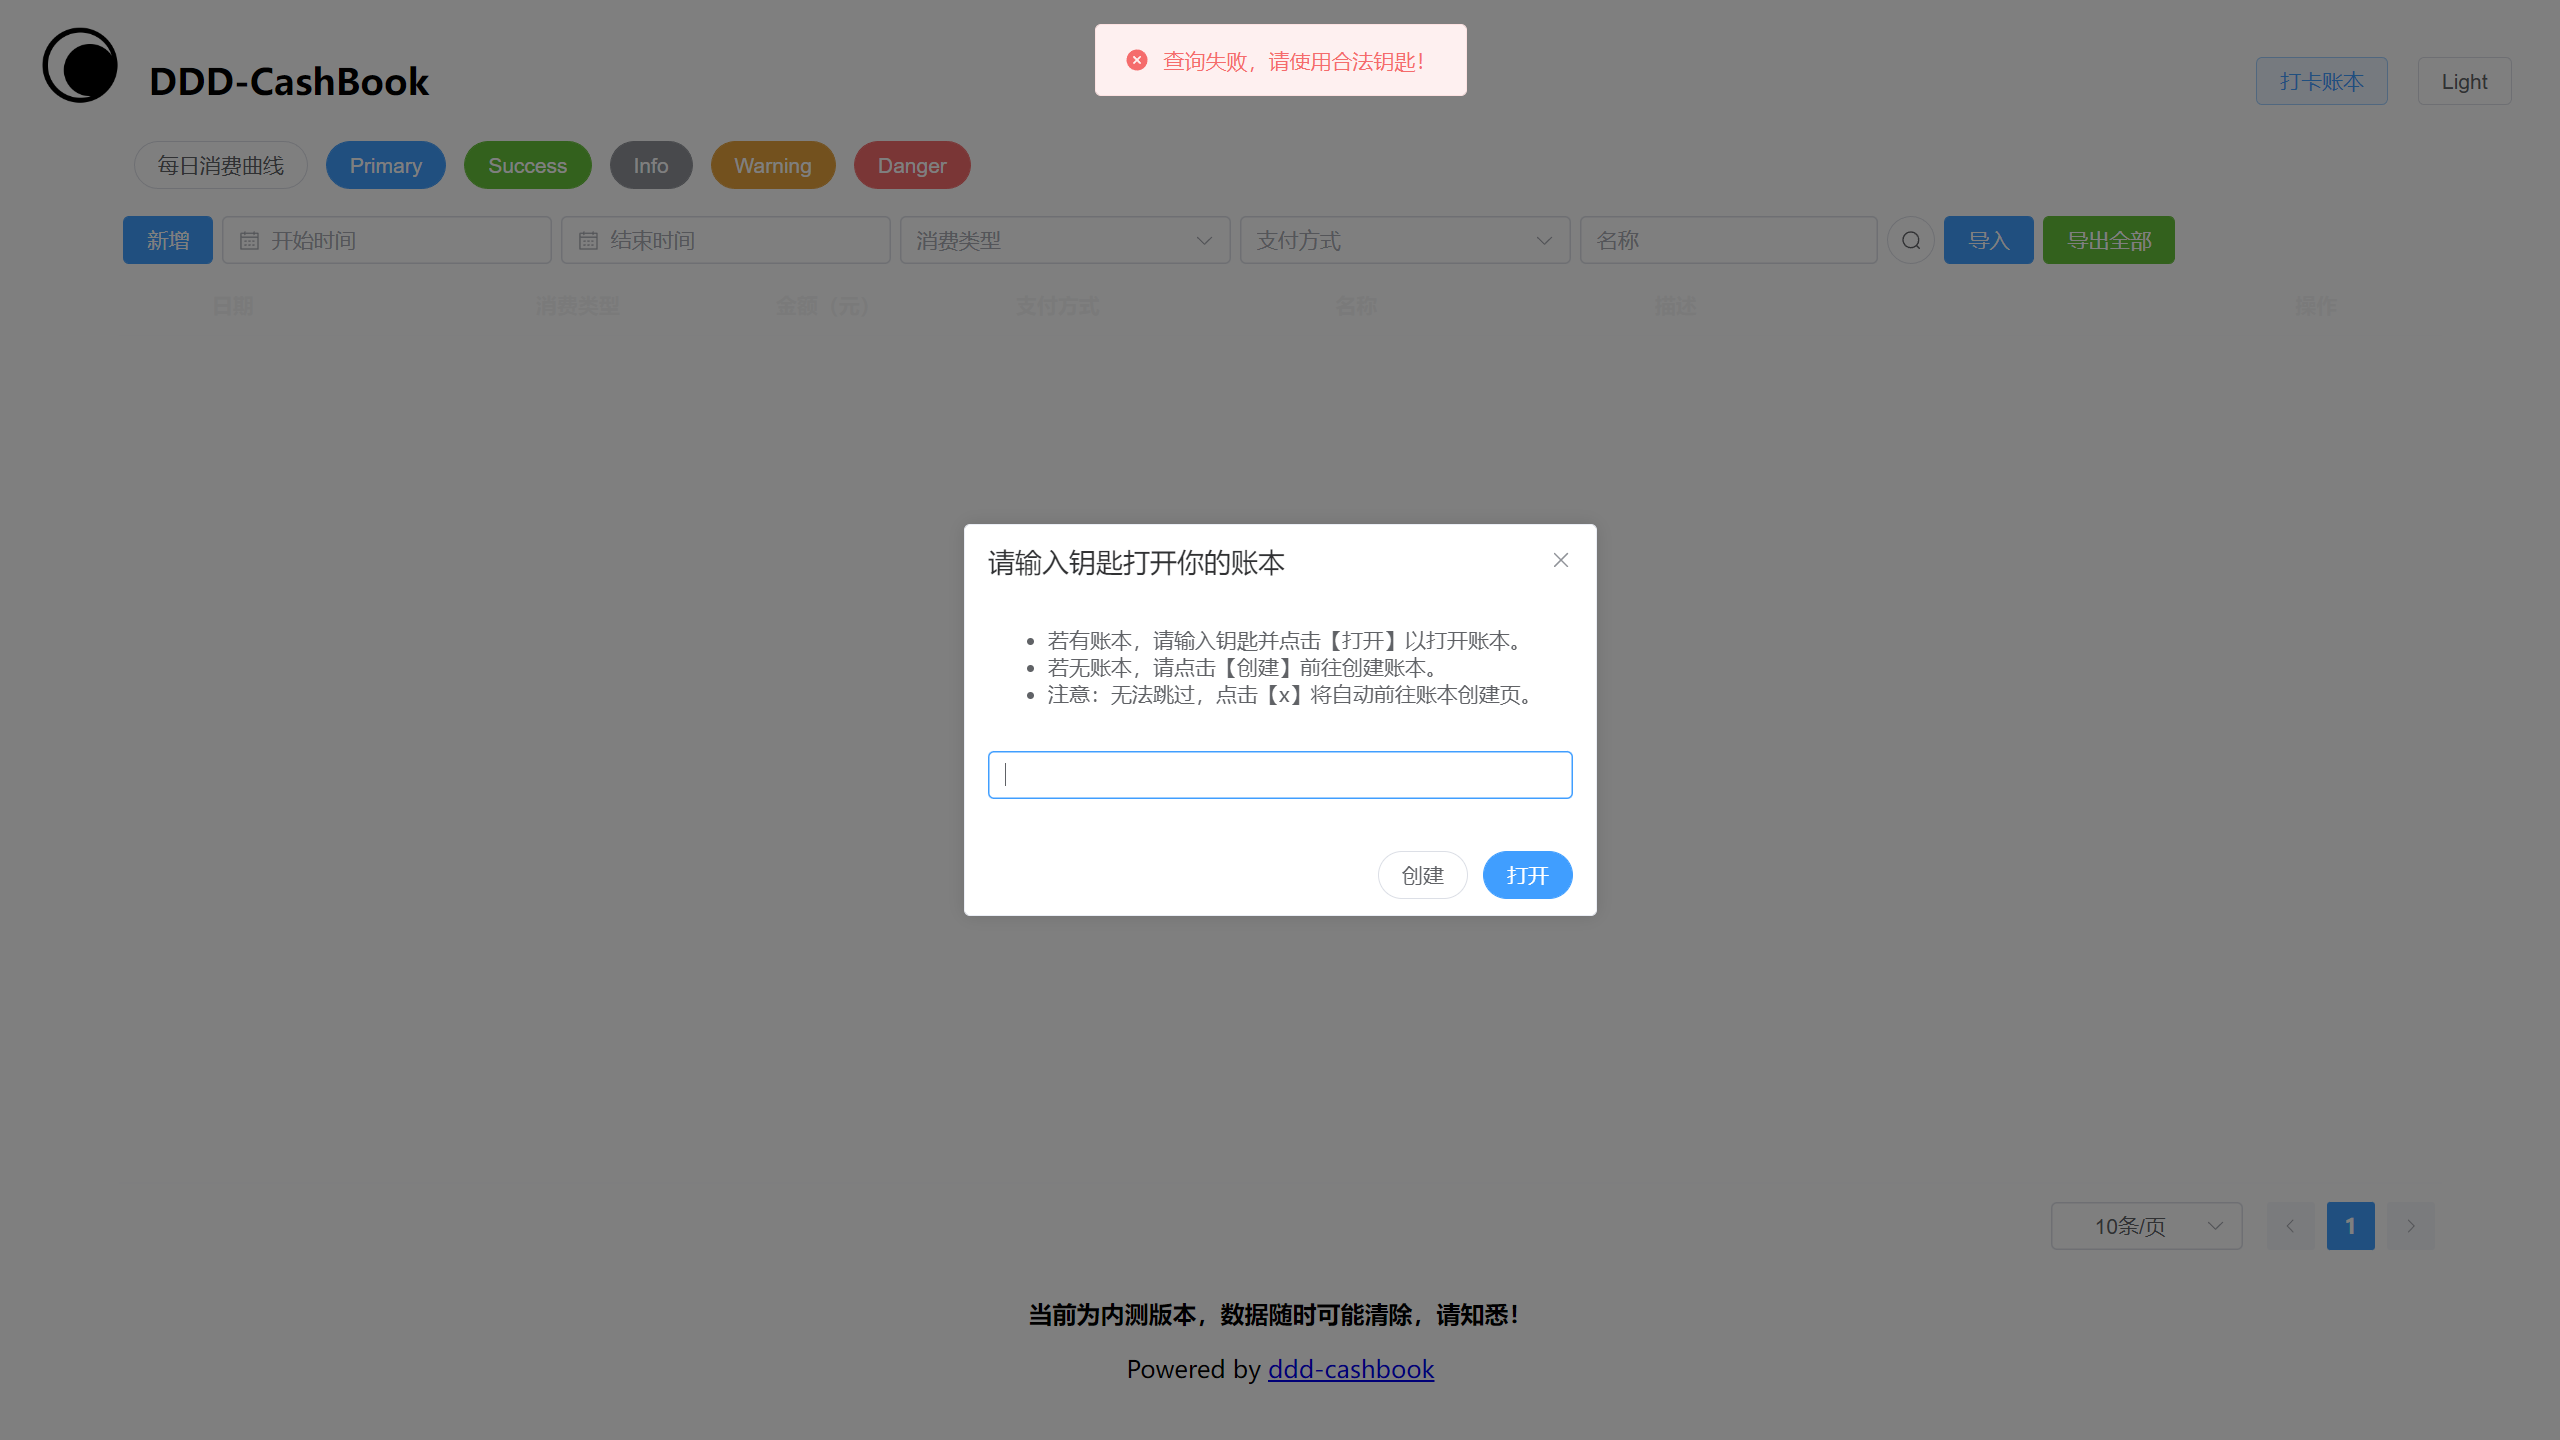 查询失败，请使用合法钥匙！
DDD-CashBook
打卡账本
Light
每日消费曲线
Primary
Success
Info
Warning
Danger
新增
开始时间
结束时间
消费类型
支付方式
名称
导入
导出全部
日期
消费类型
金额（元）
支付方式
名称
描述
操作
请输入钥匙打开你的账本
若有账本，请输入钥匙并点击【打开】以打开账本。
若无账本，请点击【创建】前往创建账本。
注意：无法跳过，点击【x】将自动前往账本创建页。
创建
打开
10条/页
1
当前为内测版本，数据随时可能清除，请知悉！
Powered by ddd-cashbook